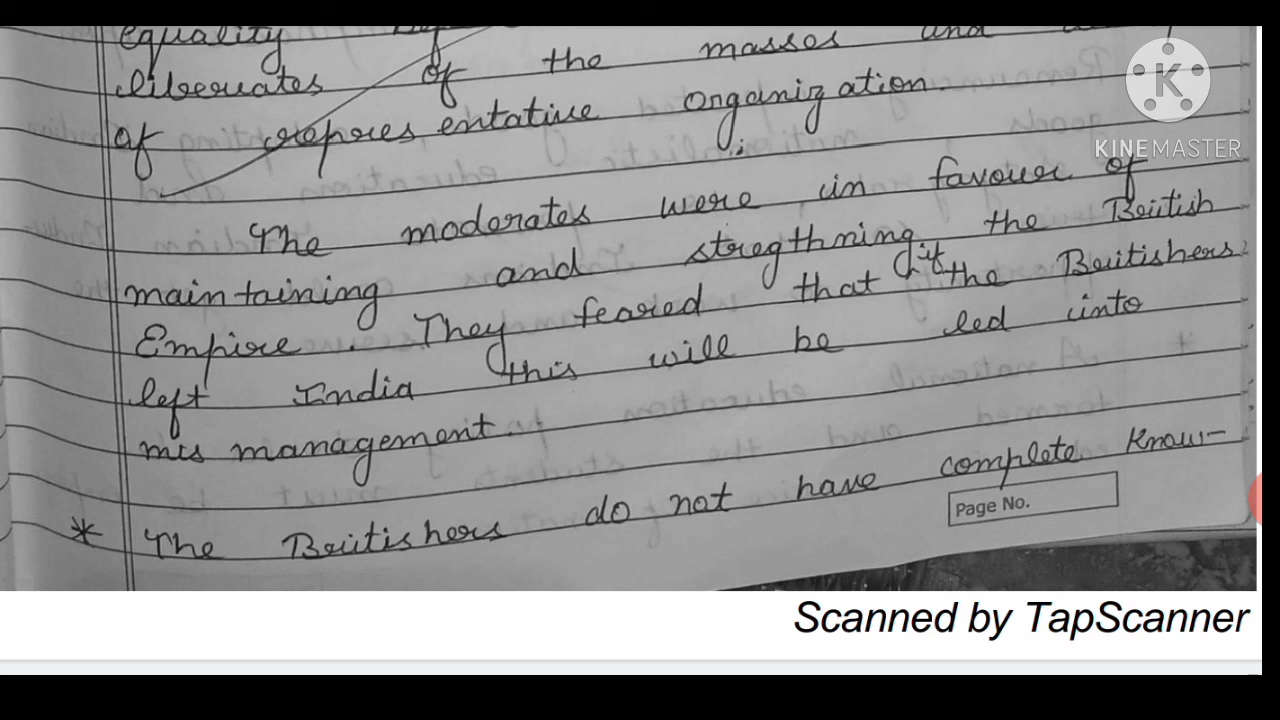 equality
liberates of the masses and
of representative organization.
The moderates were in favour of
maintaining and stregthning the British
Empire. They feared that if the Britishers
left India this will be led into
mis management.
* The Britishers do not have complete know-
Page No.
KINEMASTER
Scanned by TapScanner